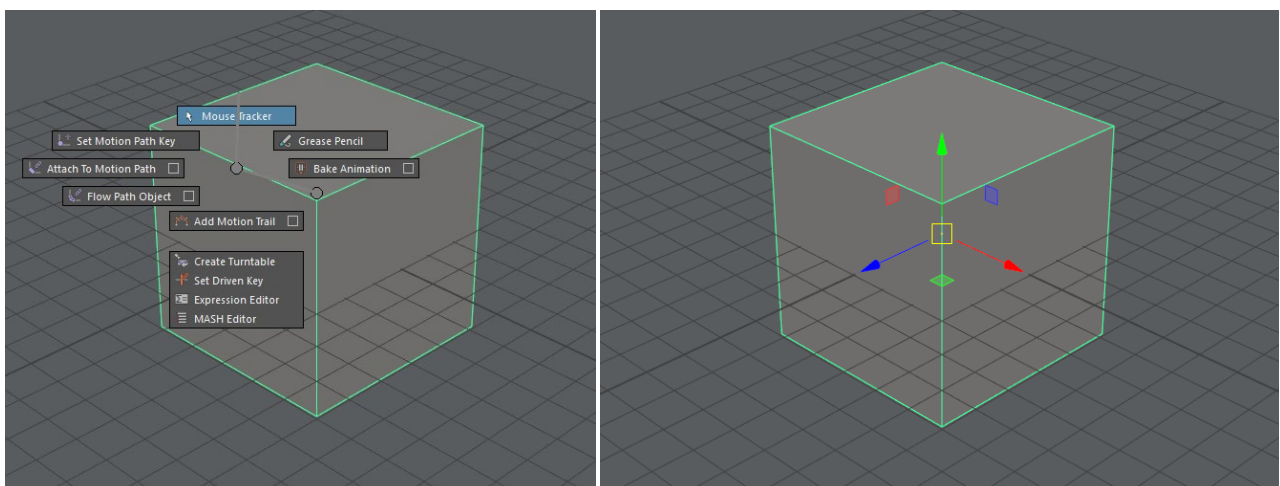 Mouse Tracker
Set Motion Path Key
Grease Pencil
Attach To Motion Path
Bake Animation
Flow Path Object
Add Motion Trail
Create Turntable
Set Driven Key
Expression Editor
MASH Editor